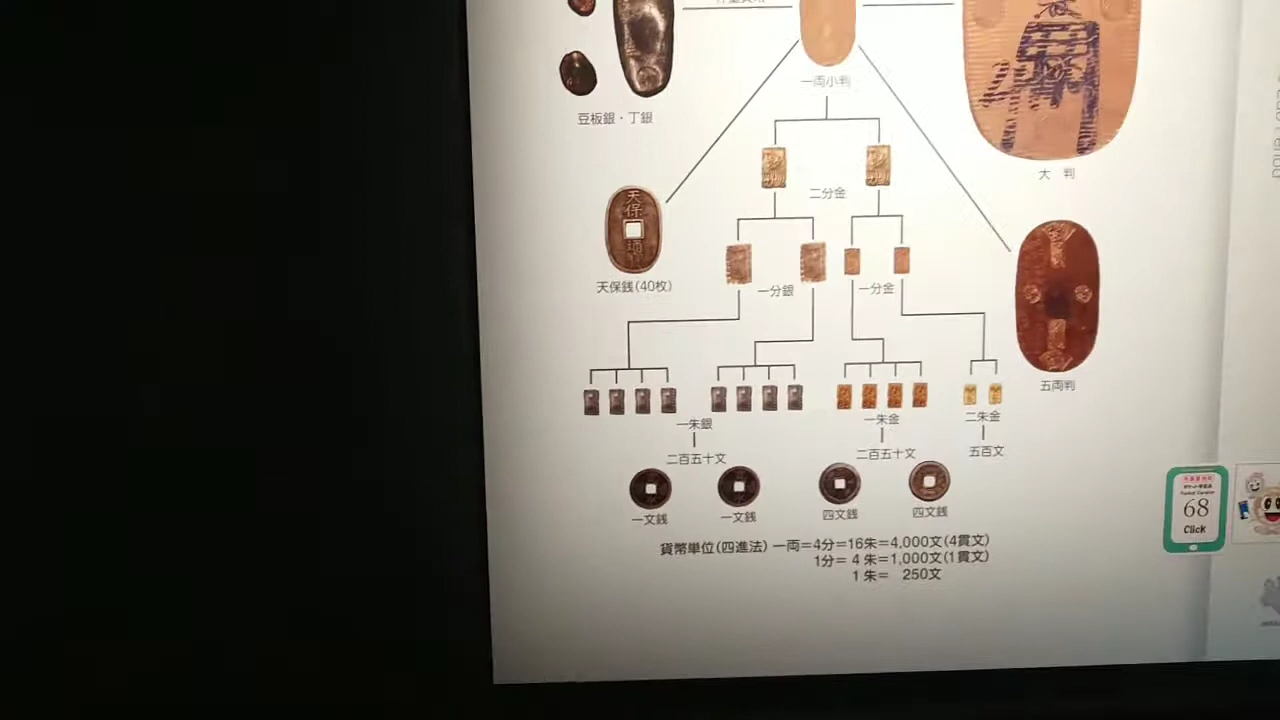 一両小判
豆板銀・丁銀
大 判
二分金
天保
天保銭(40枚)
一分銀
一分金
五両判
一朱銀
一朱金
二朱金
二百五十文
二百五十文
五百文
一文銭
一文銭
四文銭
四文銭
貨幣単位(四進法) 一両=4分=16朱=4,000文(4貫文)
1分= 4 朱=1,000文(1貫文)
1 朱= 250文
68
Click